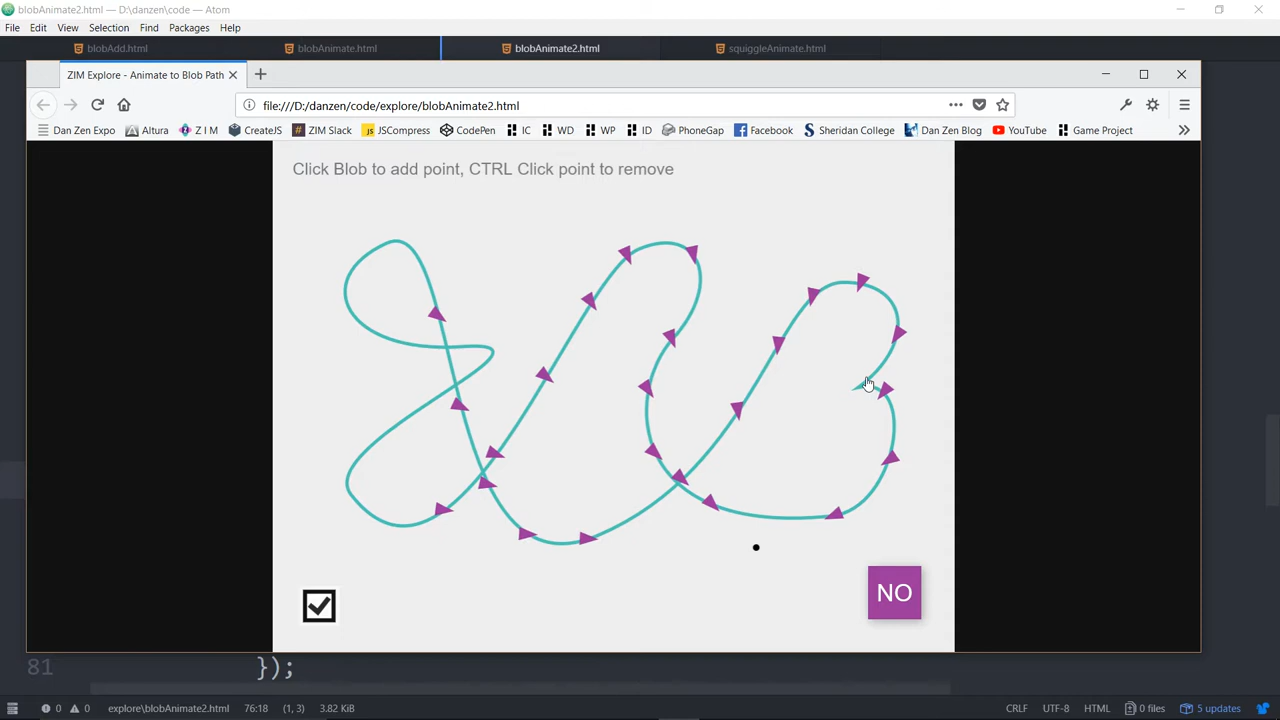 blobAnimate2.html — D:\danzen\code — Atom
File Edit View Selection Find Packages Help
blobAdd.html blobAnimate.html blobAnimate2.html squiggleAnimate.html
ZIM Explore - Animate to Blob Path
file:///D:/danzen/code/explore/blobAnimate2.html
Dan Zen Expo Altura Z I M CreateJS ZIM Slack JSCompress CodePen IC WD WP ID PhoneGap Facebook Sheridan College Dan Zen Blog YouTube Game Project
Click Blob to add point, CTRL Click point to remove
NO
81 });
0 0 explore\blobAnimate2.html 76:18 (1, 3) 3.82 KiB CRLF UTF-8 HTML 0 files 5 updates